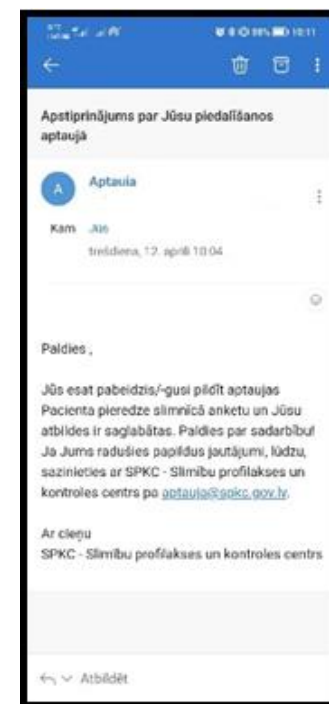 10:11
Apstiprinājums par Jūsu piedalīšanos
aptaujā
A
Aptauja
Kam Jūs
trešdiena, 12. aprīlī 10:04
Paldies ,
Jūs esat pabeidzis/-gusi pildīt aptaujas
Pacienta pieredze slimnīcā anketu un Jūsu
atbildes ir saglabātas. Paldies par sadarbību!
Ja Jums radušies papildus jautājumi, lūdzu,
sazinieties ar SPKC - Slimību profilakses un
kontroles centrs pa aptauja@spkc.gov.lv.
Ar cieņu
SPKC - Slimību profilakses un kontroles centrs
Atbildēt